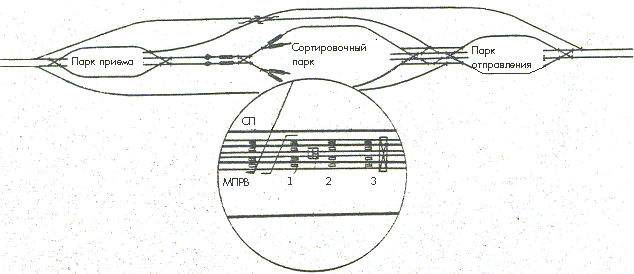 Парк приема
Сортировочный
парк
Парк
отправления
СП
МПРВ
1
2
3